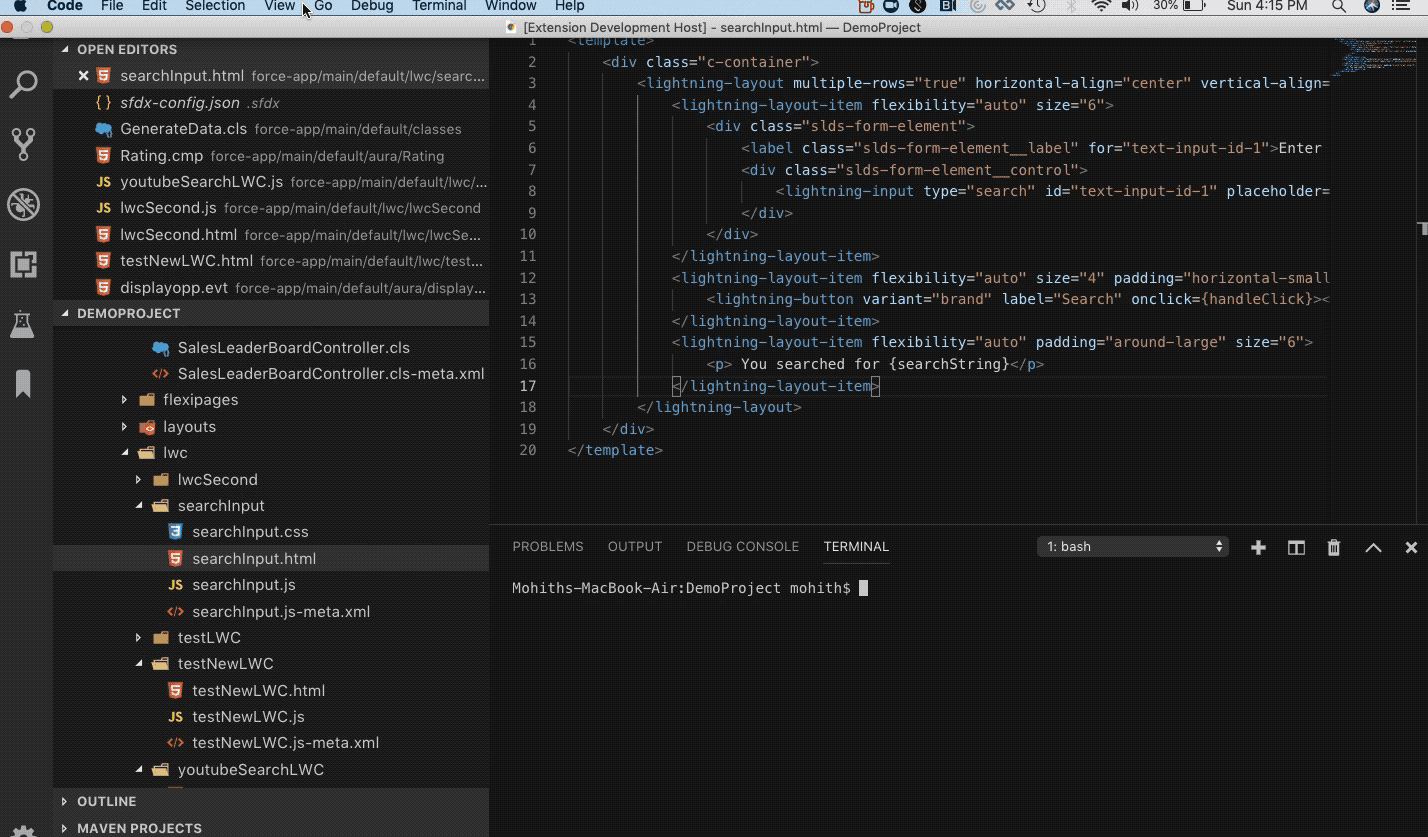 Code File Edit Selection View Go Debug Terminal Window Help 30% Sun 4:15 PM
[Extension Development Host] - searchInput.html — DemoProject
OPEN EDITORS
searchInput.html force-app/main/default/lwc/searc...
sfdx-config.json .sfdx
GenerateData.cls force-app/main/default/classes
Rating.cmp force-app/main/default/aura/Rating
JS youtubeSearchLWC.js force-app/main/default/lwc/...
JS lwcSecond.js force-app/main/default/lwc/lwcSecond
lwcSecond.html force-app/main/default/lwc/lwcSe...
testNewLWC.html force-app/main/default/lwc/test...
displayopp.evt force-app/main/default/aura/display...
DEMOPROJECT
SalesLeaderBoardController.cls
SalesLeaderBoardController.cls-meta.xml
flexipages
layouts
lwc
lwcSecond
searchInput
searchInput.css
searchInput.html
JS searchInput.js
searchInput.js-meta.xml
testLWC
testNewLWC
testNewLWC.html
JS testNewLWC.js
testNewLWC.js-meta.xml
youtubeSearchLWC
OUTLINE
MAVEN PROJECTS
1 <template>
2 <div class="c-container">
3 <lightning-layout multiple-rows="true" horizontal-align="center" vertical-align=
4 <lightning-layout-item flexibility="auto" size="6">
5 <div class="slds-form-element">
6 <label class="slds-form-element__label" for="text-input-id-1">Enter
7 <div class="slds-form-element__control">
8 <lightning-input type="search" id="text-input-id-1" placeholder=
9 </div>
10 </div>
11 </lightning-layout-item>
12 <lightning-layout-item flexibility="auto" size="4" padding="horizontal-small
13 <lightning-button variant="brand" label="Search" onclick={handleClick}><
14 </lightning-layout-item>
15 <lightning-layout-item flexibility="auto" padding="around-large" size="6">
16 <p> You searched for {searchString}</p>
17 </lightning-layout-item>
18 </lightning-layout>
19 </div>
20 </template>
PROBLEMS OUTPUT DEBUG CONSOLE TERMINAL 1: bash
Mohiths-MacBook-Air:DemoProject mohith$